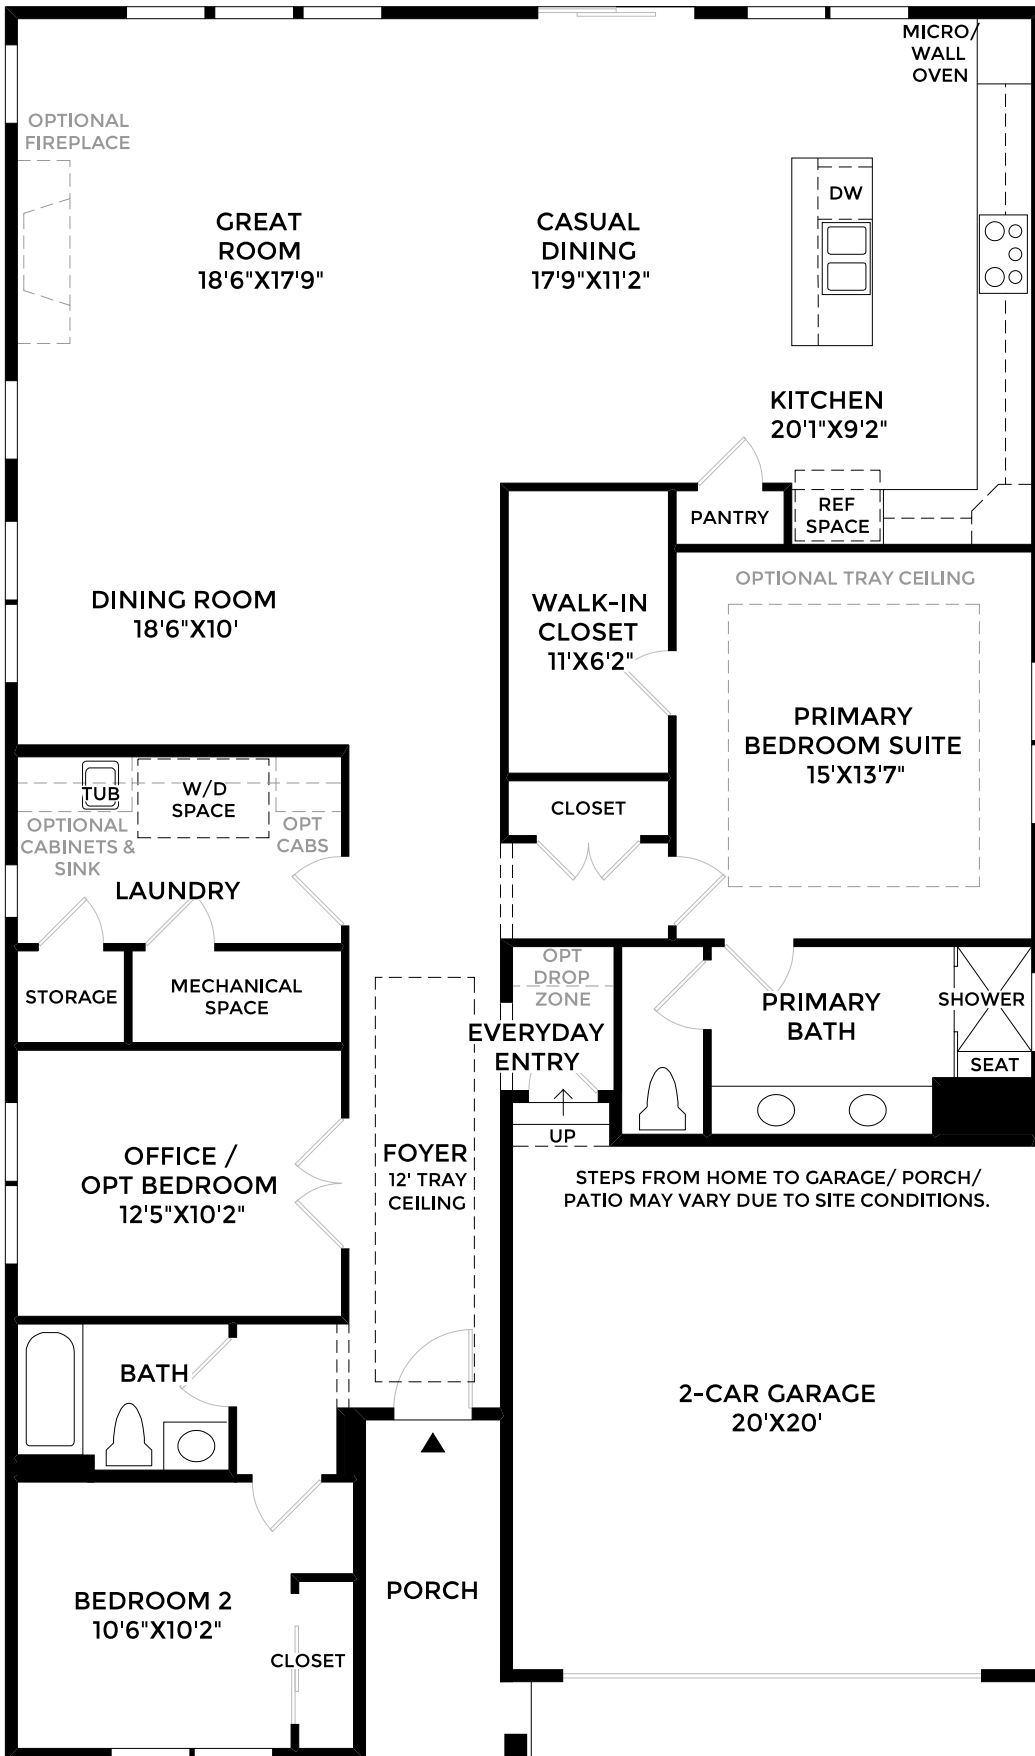 MICRO/
WALL
OVEN
OPTIONAL
FIREPLACE
GREAT
ROOM
18'6"X17'9"
CASUAL
DINING
17'9"X11'2"
DW
KITCHEN
20'1"X9'2"
PANTRY
REF
SPACE
DINING ROOM
18'6"X10'
WALK-IN
CLOSET
11'X6'2"
OPTIONAL TRAY CEILING
PRIMARY
BEDROOM SUITE
15'X13'7"
TUB
W/D
SPACE
OPTIONAL
CABINETS &
SINK
OPT
CABS
LAUNDRY
CLOSET
STORAGE
MECHANICAL
SPACE
OPT
DROP
ZONE
EVERYDAY
ENTRY
UP
PRIMARY
BATH
SHOWER
SEAT
OFFICE /
OPT BEDROOM
12'5"X10'2"
FOYER
12' TRAY
CEILING
STEPS FROM HOME TO GARAGE/ PORCH/
PATIO MAY VARY DUE TO SITE CONDITIONS.
BATH
2-CAR GARAGE
20'X20'
BEDROOM 2
10'6"X10'2"
CLOSET
PORCH